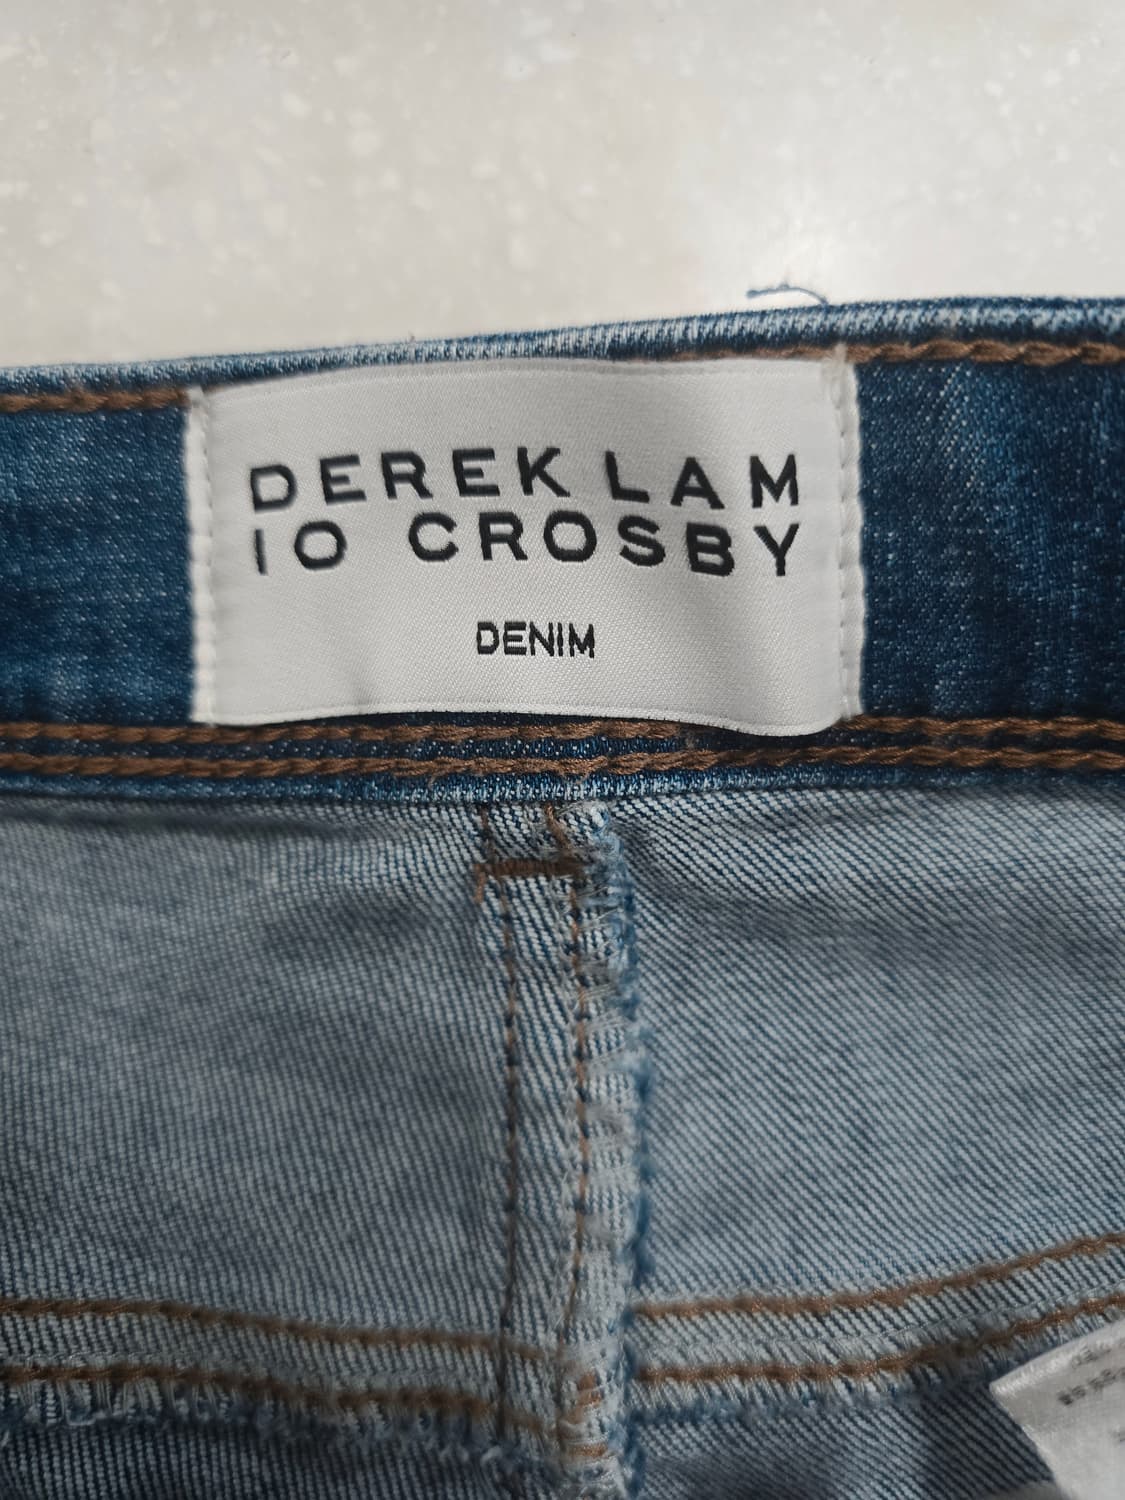 DEREK LAM
10 CROSBY
DENIM